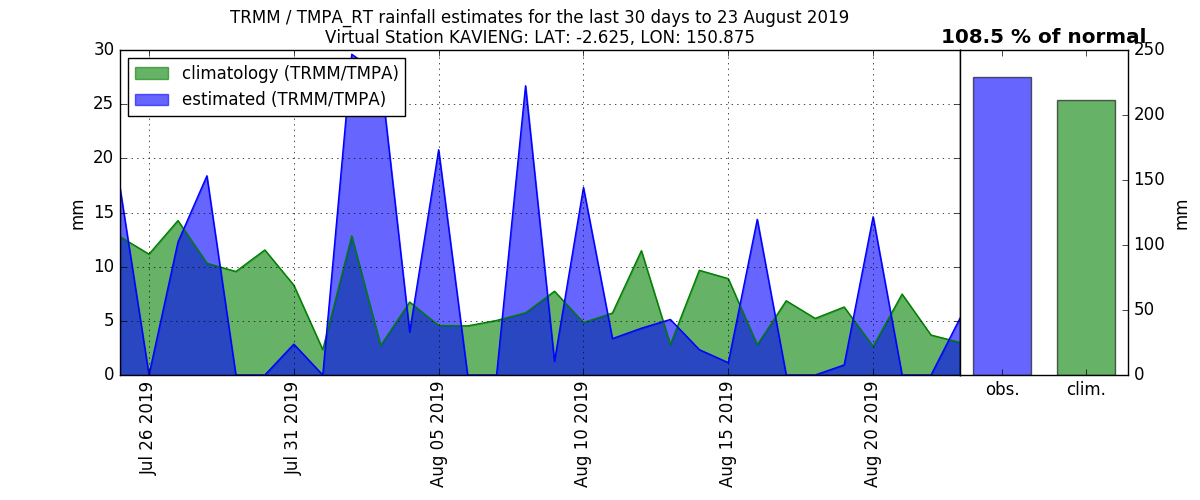 TRMM / TMPA_RT rainfall estimates for the last 30 days to 23 August 2019
Virtual Station KAVIENG: LAT: -2.625, LON: 150.875
108.5 % of normal
climatology (TRMM/TMPA)
estimated (TRMM/TMPA)
30
25
20
15
10
5
0
mm
Jul 26 2019
Jul 31 2019
Aug 05 2019
Aug 10 2019
Aug 15 2019
Aug 20 2019
obs.
clim.
250
200
150
100
50
0
mm